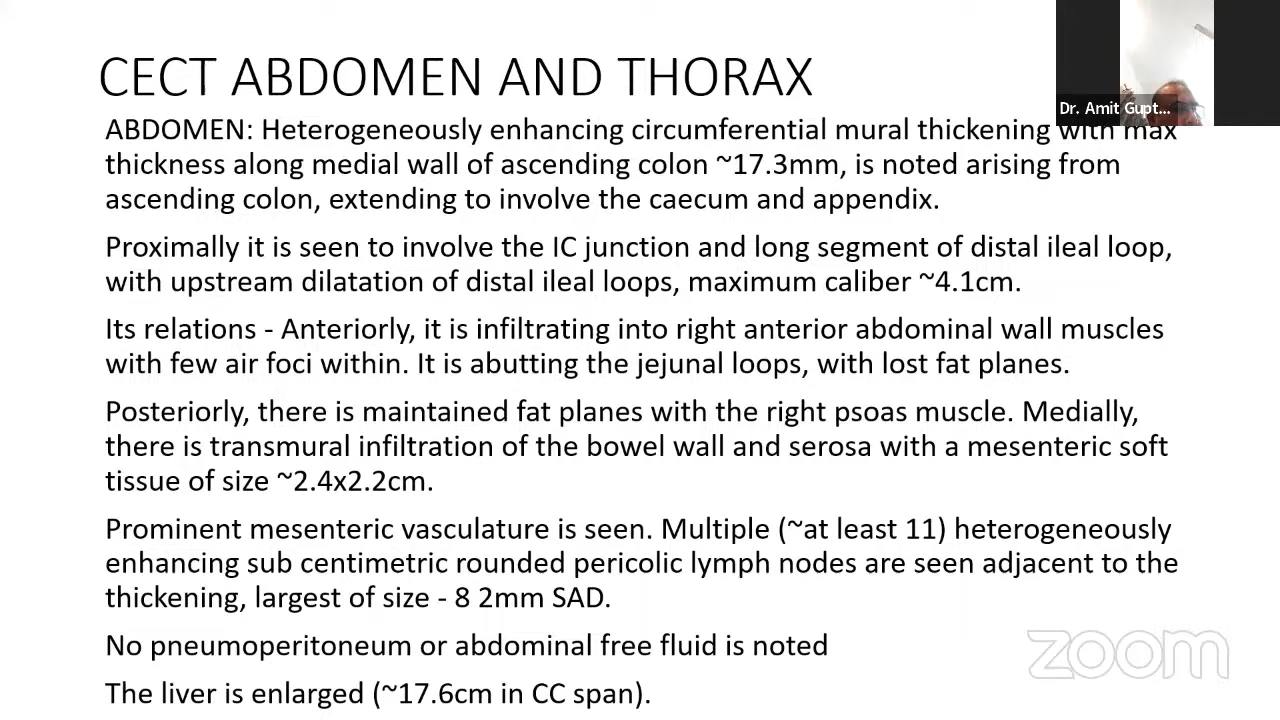 CECT ABDOMEN AND THORAX
Dr. Amit Gupt...
ABDOMEN: Heterogeneously enhancing circumferential mural thickening with max
thickness along medial wall of ascending colon ~17.3mm, is noted arising from
ascending colon, extending to involve the caecum and appendix.
Proximally it is seen to involve the IC junction and long segment of distal ileal loop,
with upstream dilatation of distal ileal loops, maximum caliber ~4.1cm.
Its relations - Anteriorly, it is infiltrating into right anterior abdominal wall muscles
with few air foci within. It is abutting the jejunal loops, with lost fat planes.
Posteriorly, there is maintained fat planes with the right psoas muscle. Medially,
there is transmural infiltration of the bowel wall and serosa with a mesenteric soft
tissue of size ~2.4x2.2cm.
Prominent mesenteric vasculature is seen. Multiple (~at least 11) heterogeneously
enhancing sub centimetric rounded pericolic lymph nodes are seen adjacent to the
thickening, largest of size - 8 2mm SAD.
No pneumoperitoneum or abdominal free fluid is noted
The liver is enlarged (~17.6cm in CC span).
zoom